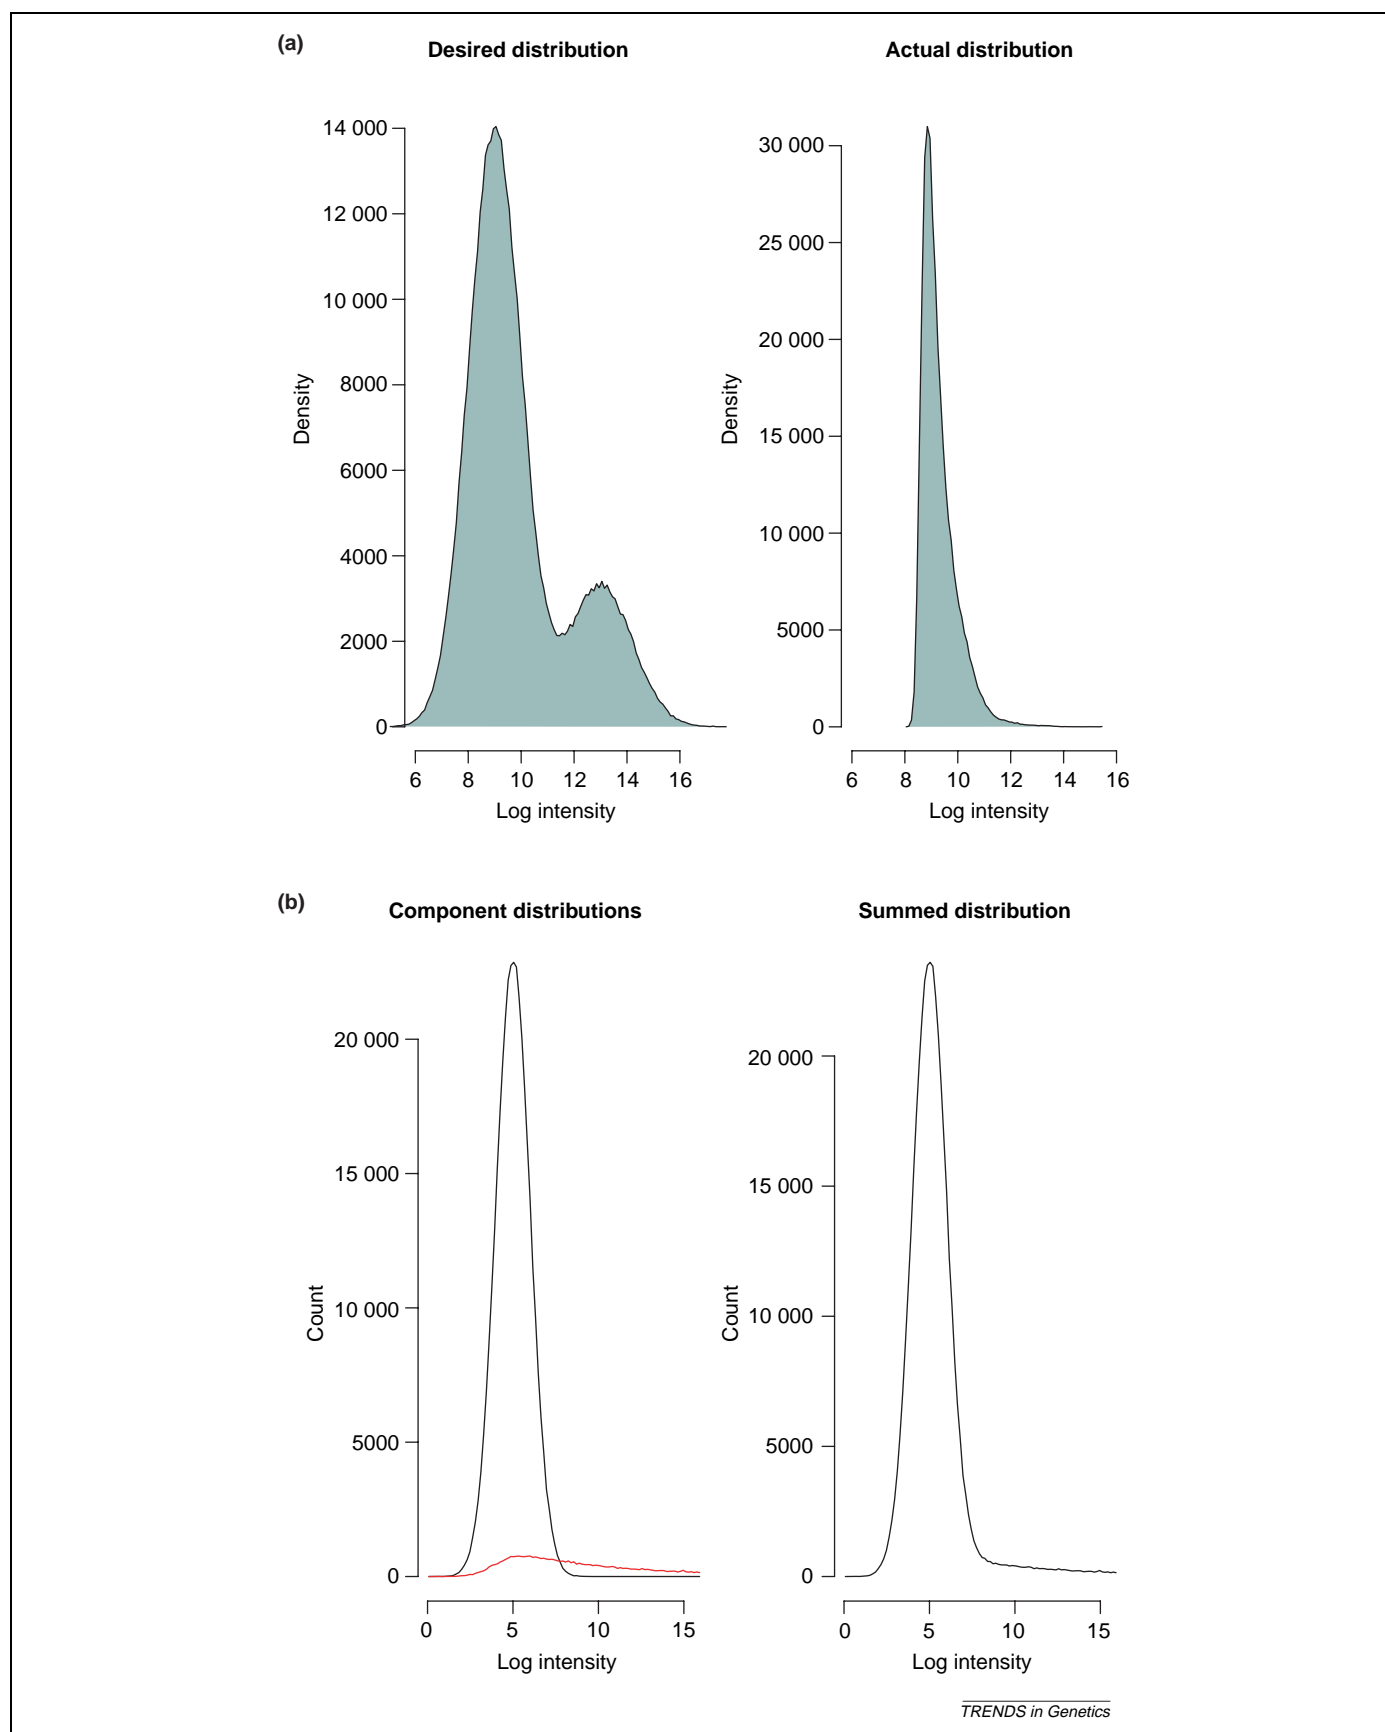 (a)
Desired distribution
Actual distribution
14 000
12 000
10 000
8000
6000
4000
2000
0
Density
6 8 10 12 14 16
Log intensity
30 000
25 000
20 000
15 000
10 000
5000
0
Density
6 8 10 12 14 16
Log intensity
(b)
Component distributions
Summed distribution
20 000
15 000
10 000
5000
0
Count
0 5 10 15
Log intensity
20 000
15 000
10 000
5000
0
Count
0 5 10 15
Log intensity
TRENDS in Genetics